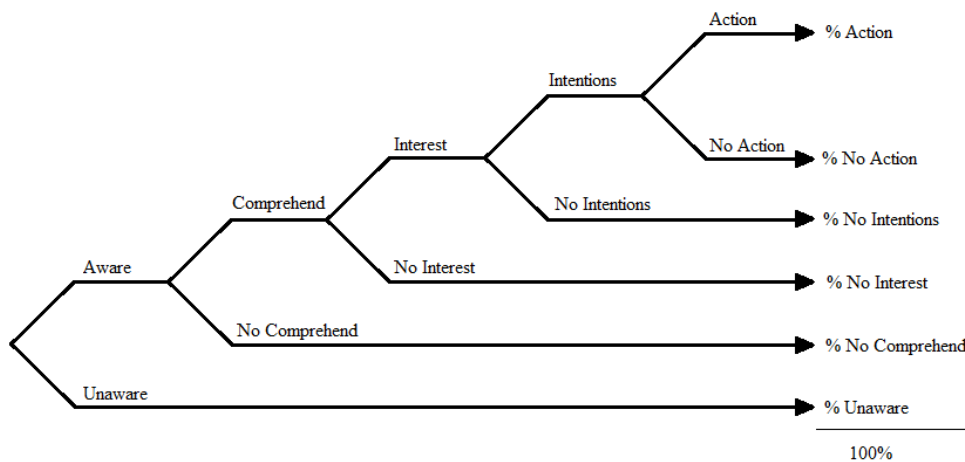 Action
% Action
Intentions
Interest
No Action
% No Action
Comprehend
No Intentions
% No Intentions
Aware
No Interest
% No Interest
No Comprehend
% No Comprehend
Unaware
% Unaware
100%